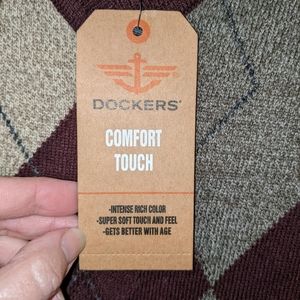 DOCKERS®
COMFORT
TOUCH
-INTENSE RICH COLOR
-SUPER SOFT TOUCH AND FEEL
-GETS BETTER WITH AGE